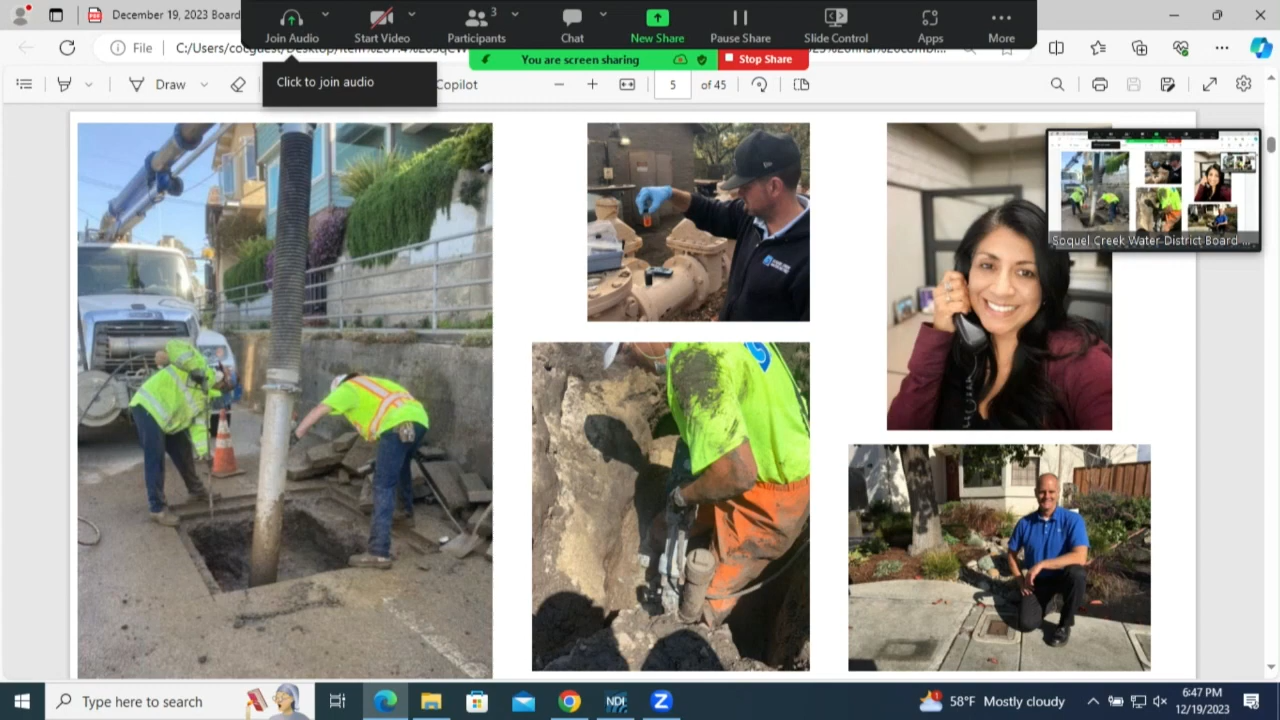 December 19, 2023 Board
Join Audio
Start Video
Participants
3
Chat
New Share
Pause Share
Slide Control
Apps
More
File
You are screen sharing
Stop Share
Click to join audio
Draw
Copilot
5
of 45
Soquel Creek Water District Board ...
Type here to search
NDI
58°F Mostly cloudy
6:47 PM
12/19/2023